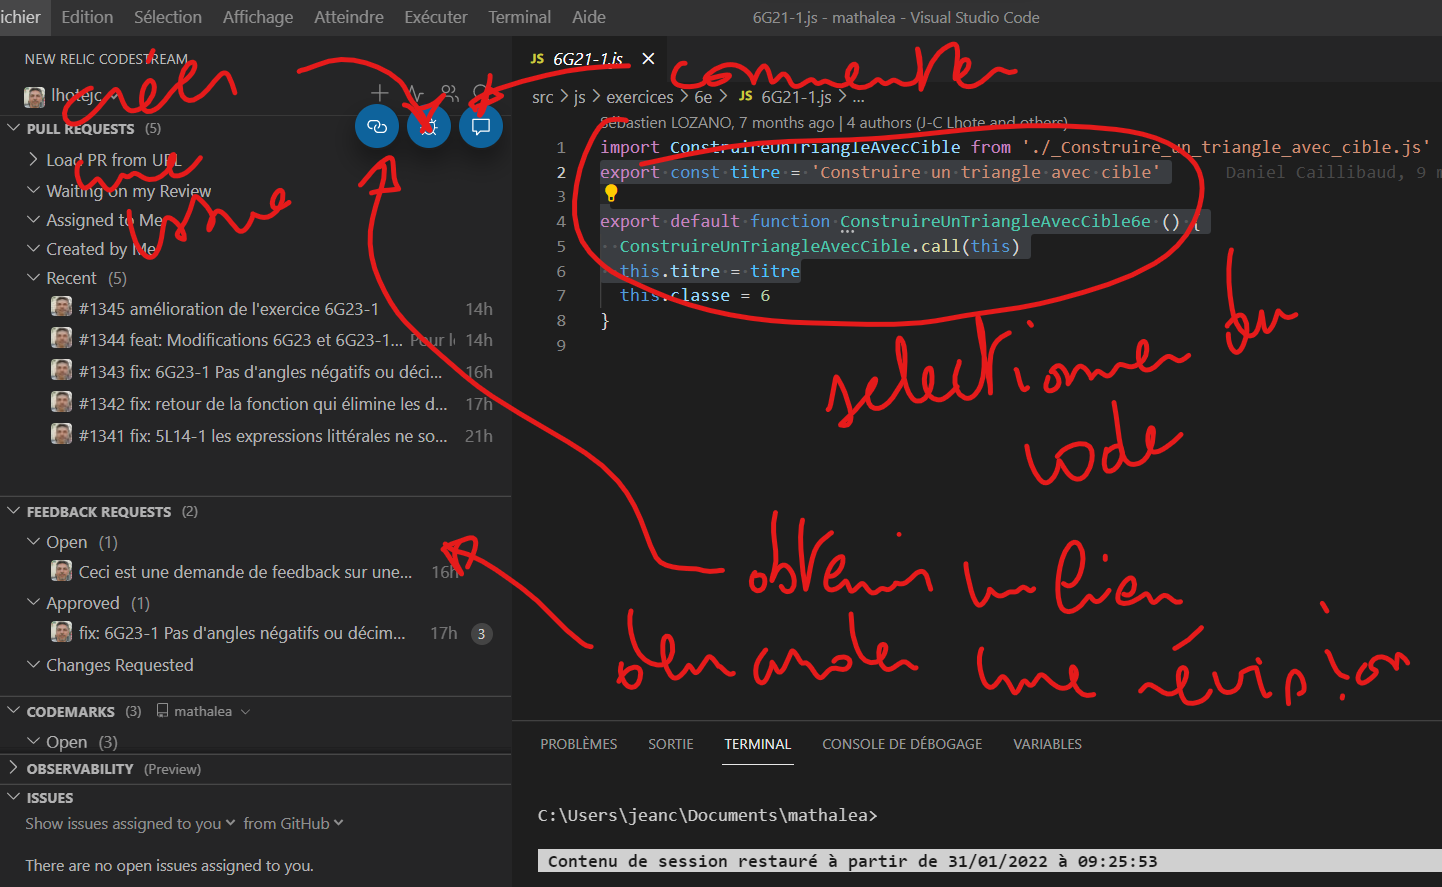 ichier Edition Sélection Affichage Atteindre Exécuter Terminal Aide
6G21-1.js - mathalea - Visual Studio Code
NEW RELIC CODESTREAM
lhotejc
PULL REQUESTS (5)
Load PR from URL
Waiting on my Review
Assigned to Me
Created by Me
Recent (5)
#1345 amélioration de l'exercice 6G23-1 14h
#1344 feat: Modifications 6G23 et 6G23-1... Pour l 14h
#1343 fix: 6G23-1 Pas d'angles négatifs ou déci... 16h
#1342 fix: retour de la fonction qui élimine les d... 17h
#1341 fix: 5L14-1 les expressions littérales ne so... 21h
FEEDBACK REQUESTS (2)
Open (1)
Ceci est une demande de feedback sur une... 16h
Approved (1)
fix: 6G23-1 Pas d'angles négatifs ou décim... 17h 3
Changes Requested
CODEMARKS (3) mathalea
Open (3)
OBSERVABILITY (Preview)
ISSUES
Show issues assigned to you from GitHub
There are no open issues assigned to you.
créer
une
issue
JS 6G21-1.js
commenter
src > js > exercices > 6e > JS 6G21-1.js > ...
Sébastien LOZANO, 7 months ago | 4 authors (J-C Lhote and others)
1 import ConstruireUnTriangleAvecCible from './_Construire_un_triangle_avec_cible.js'
2 export const titre = 'Construire un triangle avec cible' Daniel Caillibaud, 9 m
3
4 export default function ConstruireUnTriangleAvecCible6e () {
5 ConstruireUnTriangleAvecCible.call(this)
6 this.titre = titre
7 this.classe = 6
8 }
9
selectionner du
code
obtenir un lien
demander une révision
PROBLÈMES SORTIE TERMINAL CONSOLE DE DÉBOGAGE VARIABLES
C:\Users\jeanc\Documents\mathalea>
Contenu de session restauré à partir de 31/01/2022 à 09:25:53